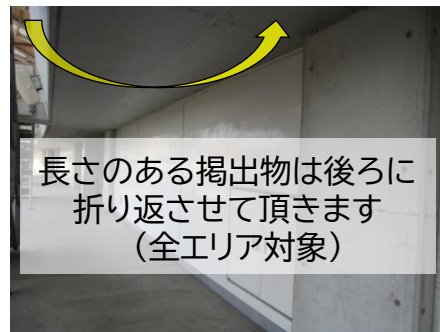 長さのある掲出物は後ろに
折り返させて頂きます
（全エリア対象）